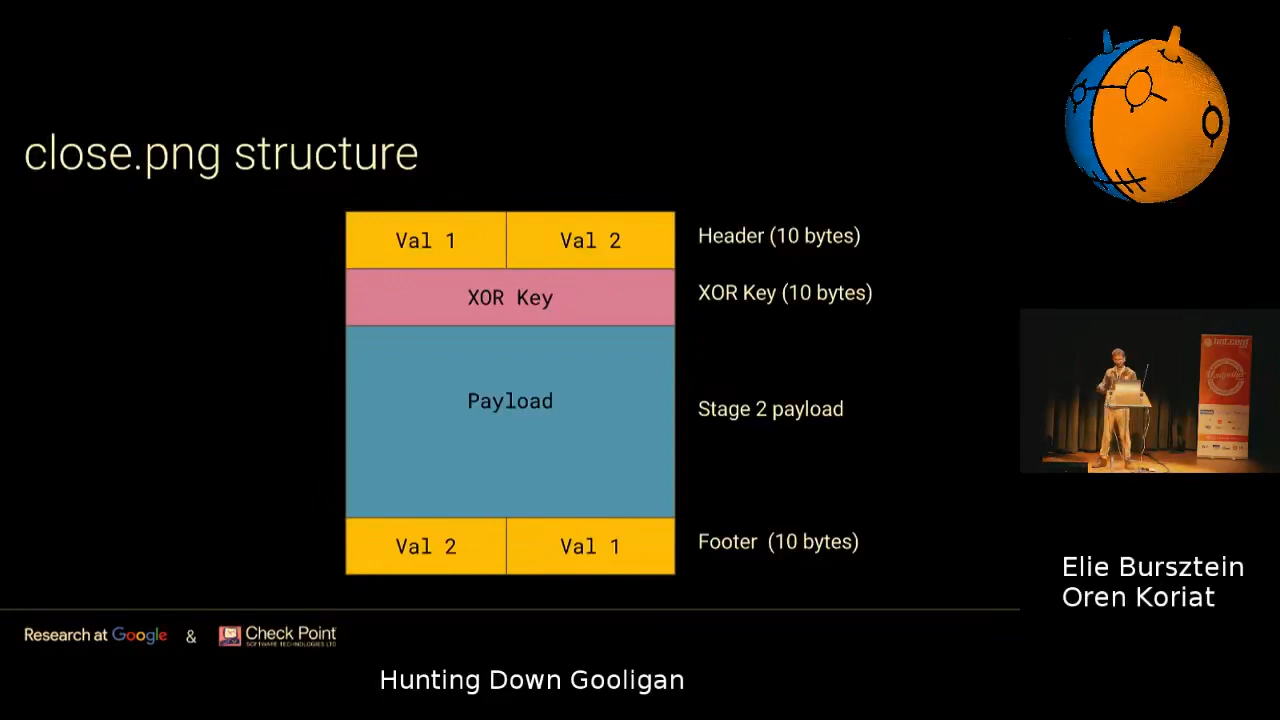 close.png structure
Val 1 Val 2 Header (10 bytes)
XOR Key XOR Key (10 bytes)
Payload Stage 2 payload
Val 2 Val 1 Footer (10 bytes)
Research at Google & Check Point
SOFTWARE TECHNOLOGIES LTD
Elie Bursztein
Oren Koriat
Hunting Down Gooligan